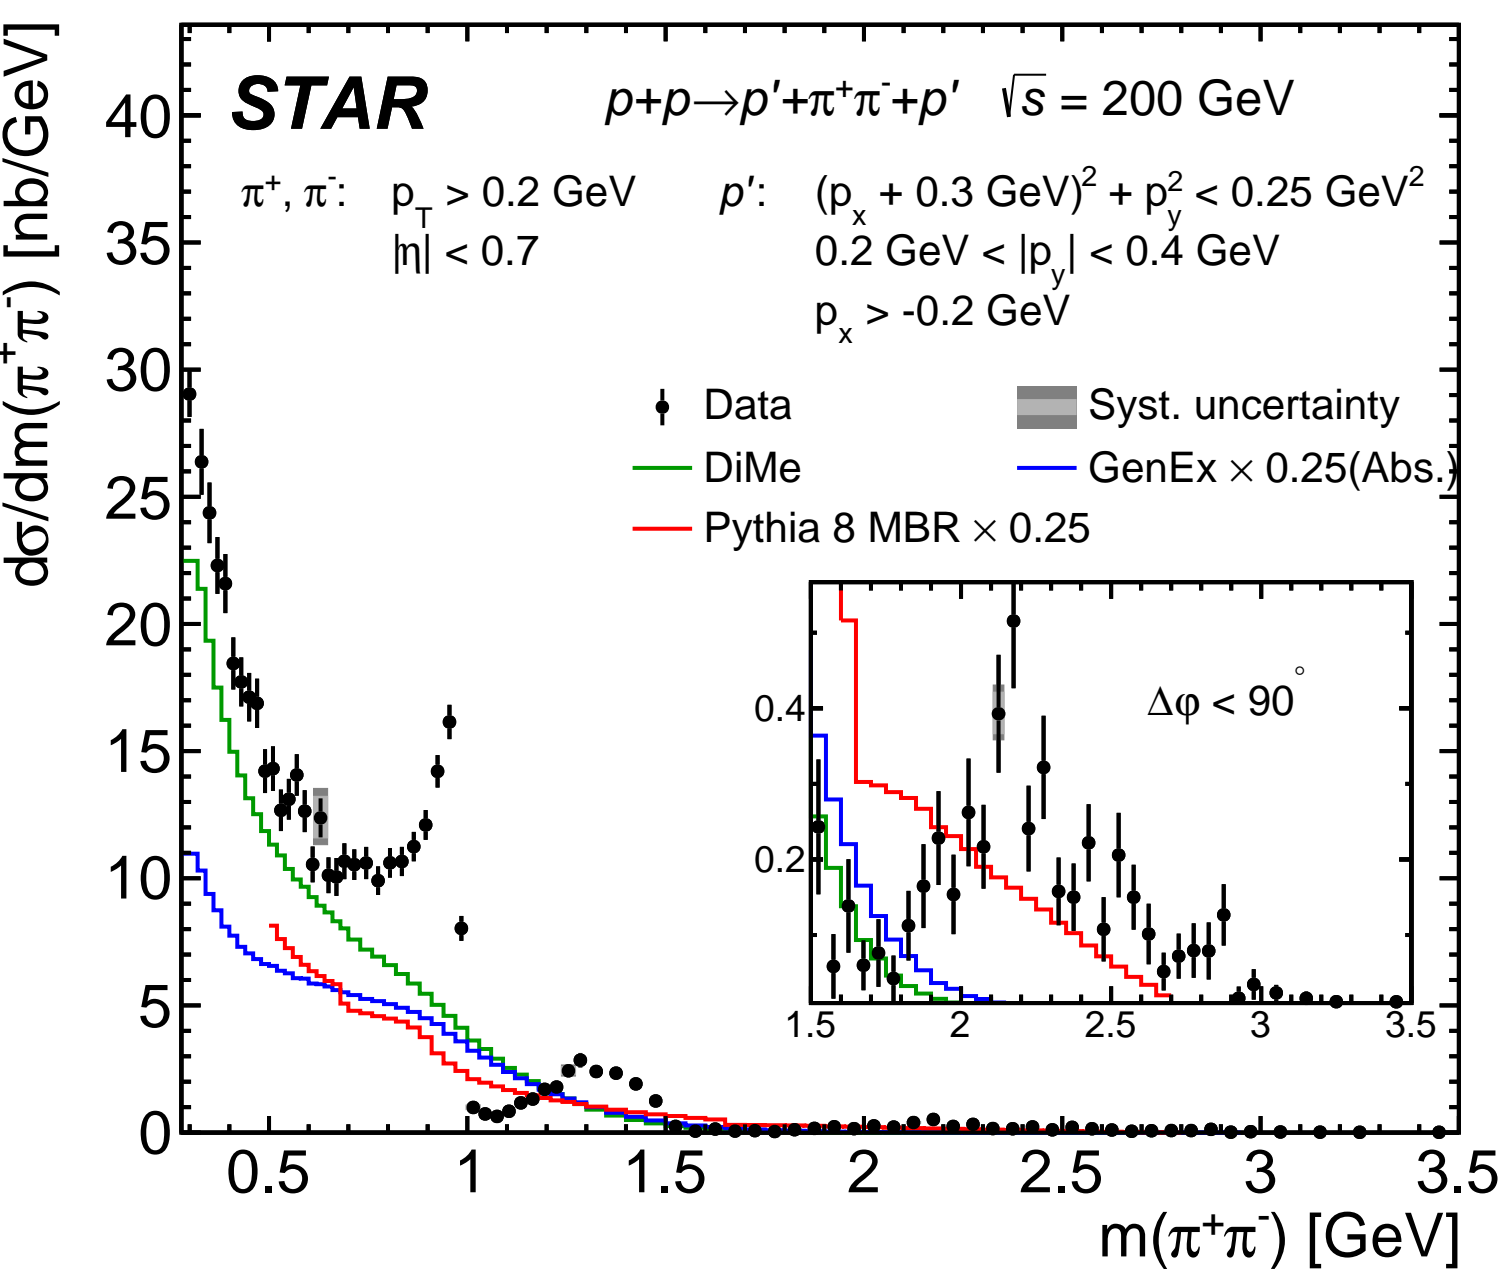 STAR p+p→p′+π⁺π⁻+p′ √s = 200 GeV
π⁺, π⁻: p_T > 0.2 GeV p′: (p_x + 0.3 GeV)² + p_y² < 0.25 GeV²
|η| < 0.7 0.2 GeV < |p_y| < 0.4 GeV
p_x > -0.2 GeV
Data Syst. uncertainty
DiMe GenEx × 0.25(Abs.)
Pythia 8 MBR × 0.25
Δφ < 90°
0.4
0.2
1.5 2 2.5 3 3.5
dσ/dm(π⁺π⁻) [nb/GeV]
40
35
30
25
20
15
10
5
0
0.5 1 1.5 2 2.5 3 3.5
m(π⁺π⁻) [GeV]